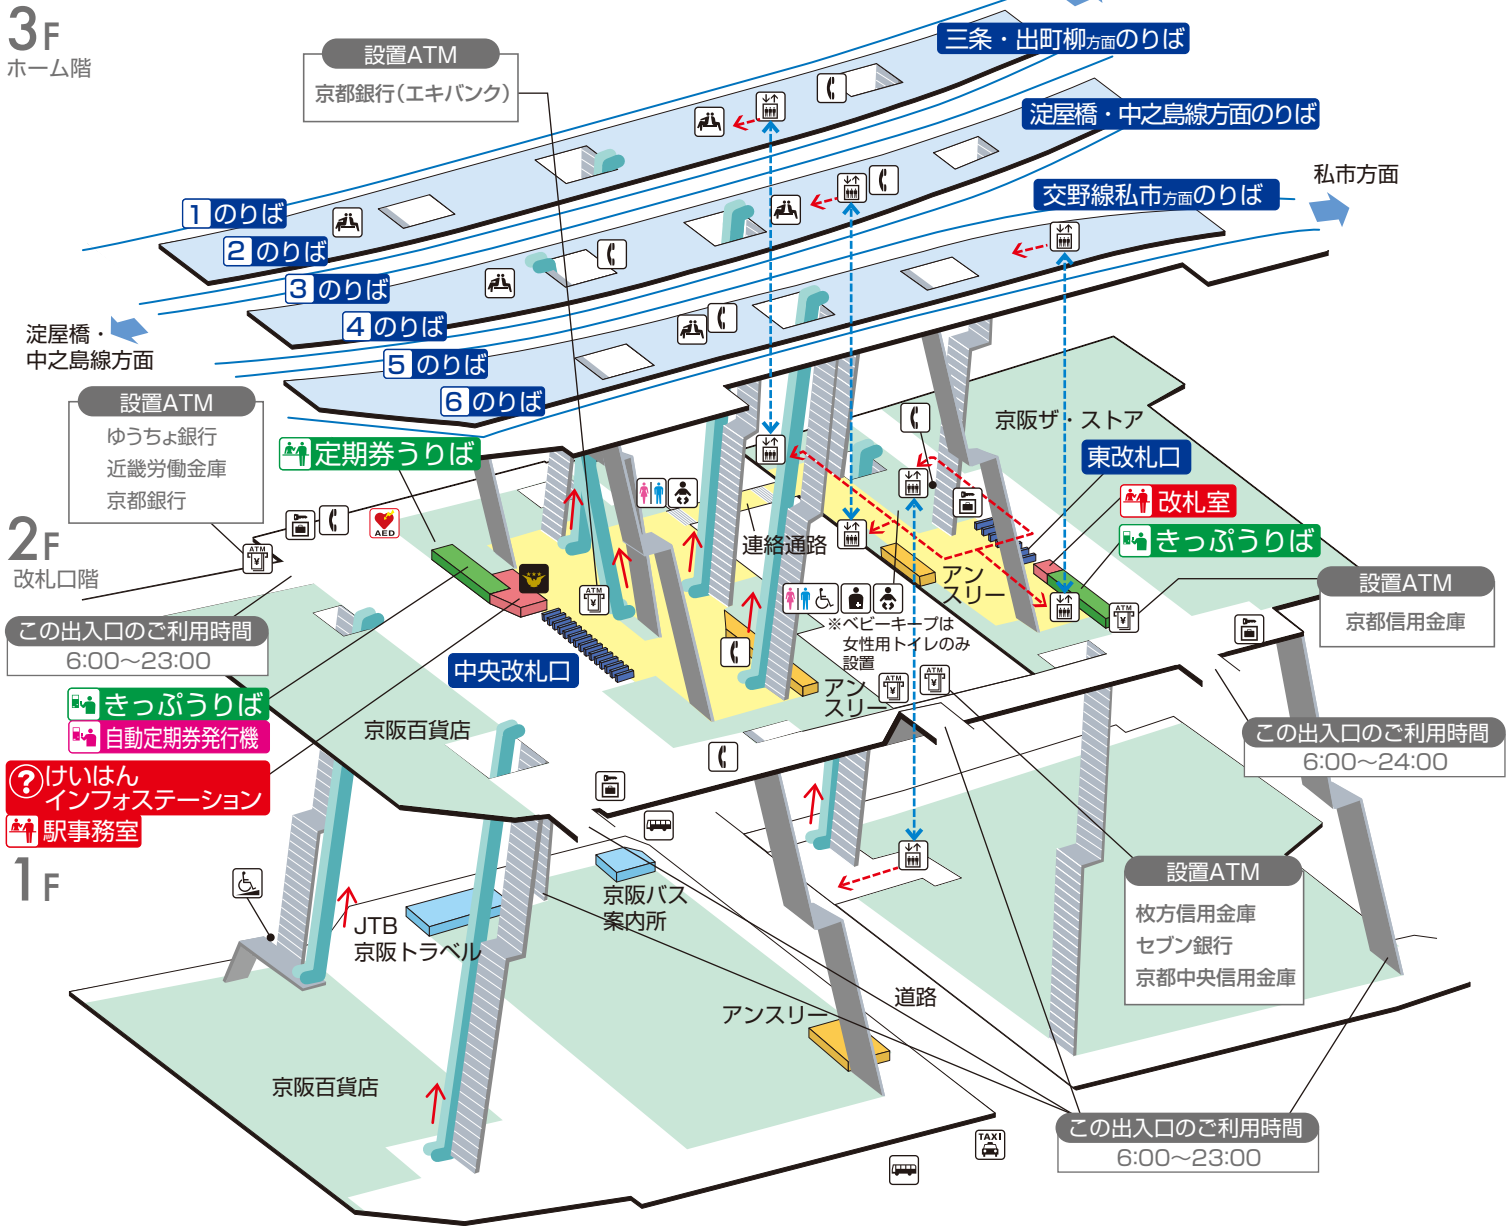 3F
ホーム階
設置ATM
京都銀行(エキバンク)
三条・出町柳方面のりば
淀屋橋・中之島線方面のりば
交野線私市方面のりば
私市方面
1 のりば
2 のりば
3 のりば
4 のりば
5 のりば
6 のりば
淀屋橋・
中之島線方面
設置ATM
ゆうちょ銀行
近畿労働金庫
京都銀行
定期券うりば
AED
京阪ザ・ストア
東改札口
改札室
きっぷうりば
2F
改札口階
ATM
¥
ATM
¥
連絡通路
アン
スリー
設置ATM
京都信用金庫
ATM
¥
この出入口のご利用時間
6:00〜23:00
※ベビーキープは
女性用トイレのみ
設置
中央改札口
ATM
¥
ATM
¥
アン
スリー
きっぷうりば
自動定期券発行機
京阪百貨店
この出入口のご利用時間
6:00〜24:00
?けいはん
インフォステーション
駅事務室
1F
設置ATM
枚方信用金庫
セブン銀行
京都中央信用金庫
京阪バス
案内所
JTB
京阪トラベル
道路
アンスリー
京阪百貨店
この出入口のご利用時間
6:00〜23:00
TAXI